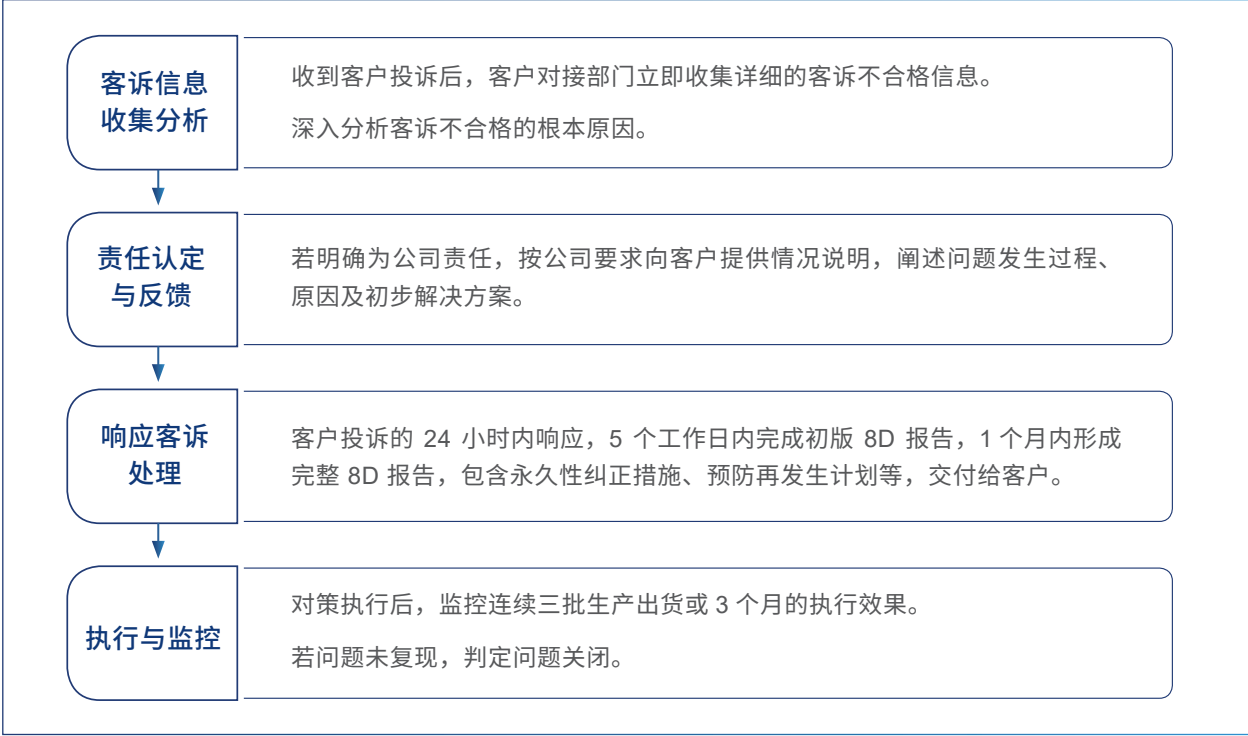 客诉信息
收集分析
收到客户投诉后，客户对接部门立即收集详细的客诉不合格信息。
深入分析客诉不合格的根本原因。
责任认定
与反馈
若明确为公司责任，按公司要求向客户提供情况说明，阐述问题发生过程、
原因及初步解决方案。
响应客诉
处理
客户投诉的 24 小时内响应，5 个工作日内完成初版 8D 报告，1 个月内形成
完整 8D 报告，包含永久性纠正措施、预防再发生计划等，交付给客户。
执行与监控
对策执行后，监控连续三批生产出货或 3 个月的执行效果。
若问题未复现，判定问题关闭。